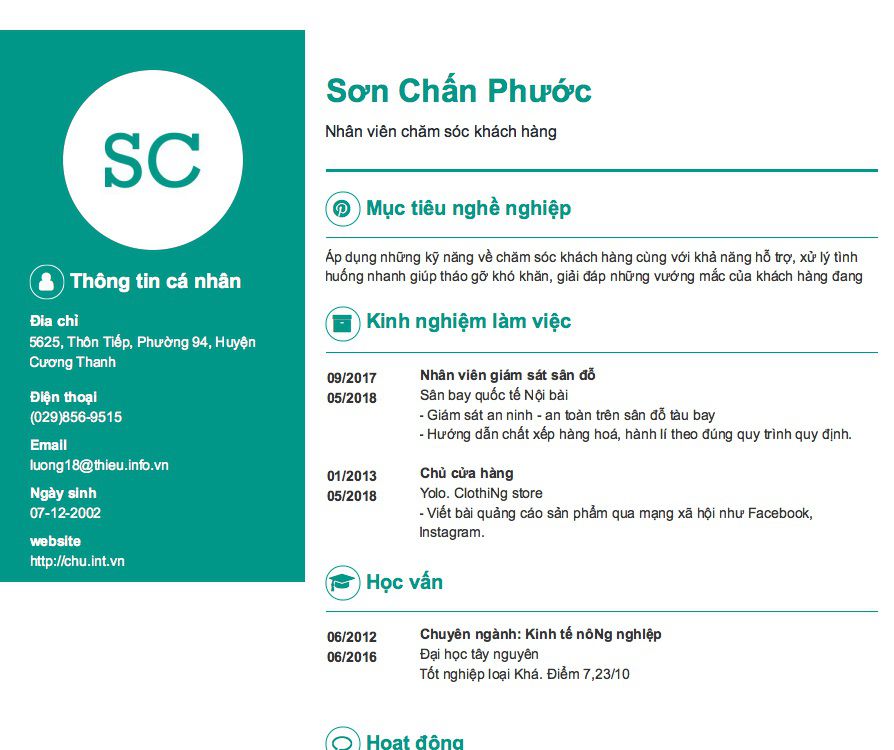 SC
Thông tin cá nhân
Địa chỉ
5625, Thôn Tiếp, Phường 94, Huyện
Cương Thanh
Điện thoại
(029)856-9515
Email
luong18@thieu.info.vn
Ngày sinh
07-12-2002
website
http://chu.int.vn
Sơn Chấn Phước
Nhân viên chăm sóc khách hàng
Mục tiêu nghề nghiệp
Áp dụng những kỹ năng về chăm sóc khách hàng cùng với khả năng hỗ trợ, xử lý tình
huống nhanh giúp tháo gỡ khó khăn, giải đáp những vướng mắc của khách hàng đang
Kinh nghiệm làm việc
09/2017
05/2018
Nhân viên giám sát sân đỗ
Sân bay quốc tế Nội bài
- Giám sát an ninh - an toàn trên sân đỗ tàu bay
- Hướng dẫn chất xếp hàng hoá, hành lí theo đúng quy trình quy định.
01/2013
05/2018
Chủ cửa hàng
Yolo. ClothiNg store
- Viết bài quảng cáo sản phẩm qua mạng xã hội như Facebook,
Instagram.
Học vấn
06/2012
06/2016
Chuyên ngành: Kinh tế nôNg nghiệp
Đại học tây nguyên
Tốt nghiệp loại Khá. Điểm 7,23/10
Hoạt động